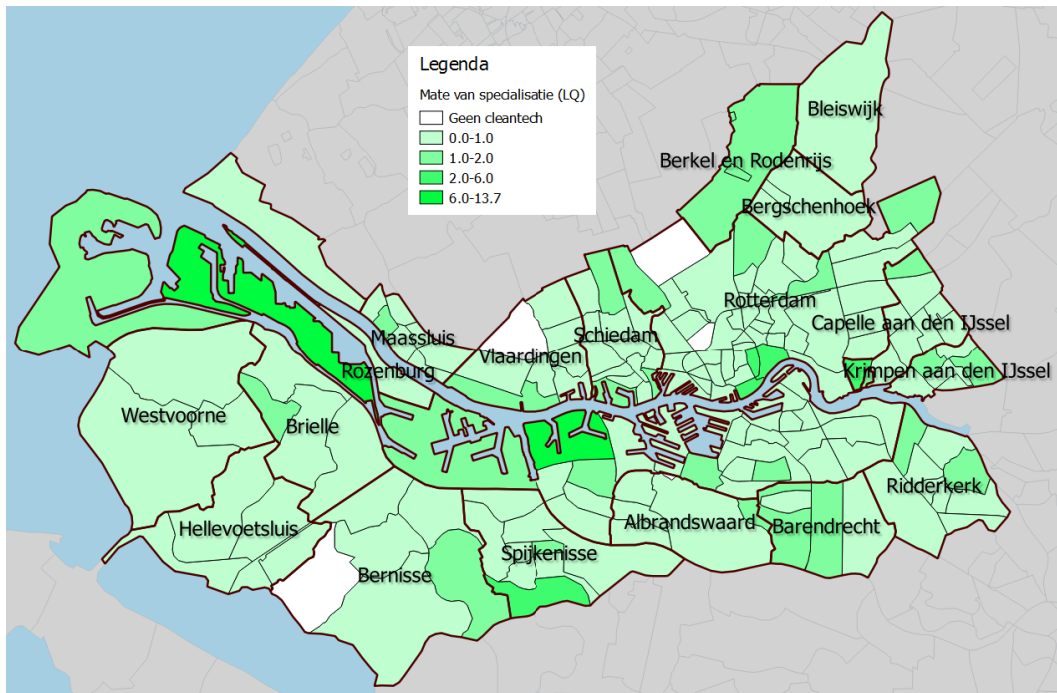 Legenda
Mate van specialisatie (LQ)
Geen cleantech
0.0-1.0
1.0-2.0
2.0-6.0
6.0-13.7
Bleiswijk
Berkel en Rodenrijs
Bergschenhoek
Rotterdam
Capelle aan den IJssel
Maassluis
Schiedam
Vlaardingen
Rozenburg
Krimpen aan den IJssel
Westvoorne
Brielle
Ridderkerk
Hellevoetsluis
Albrandswaard
Barendrecht
Spijkenisse
Bernisse